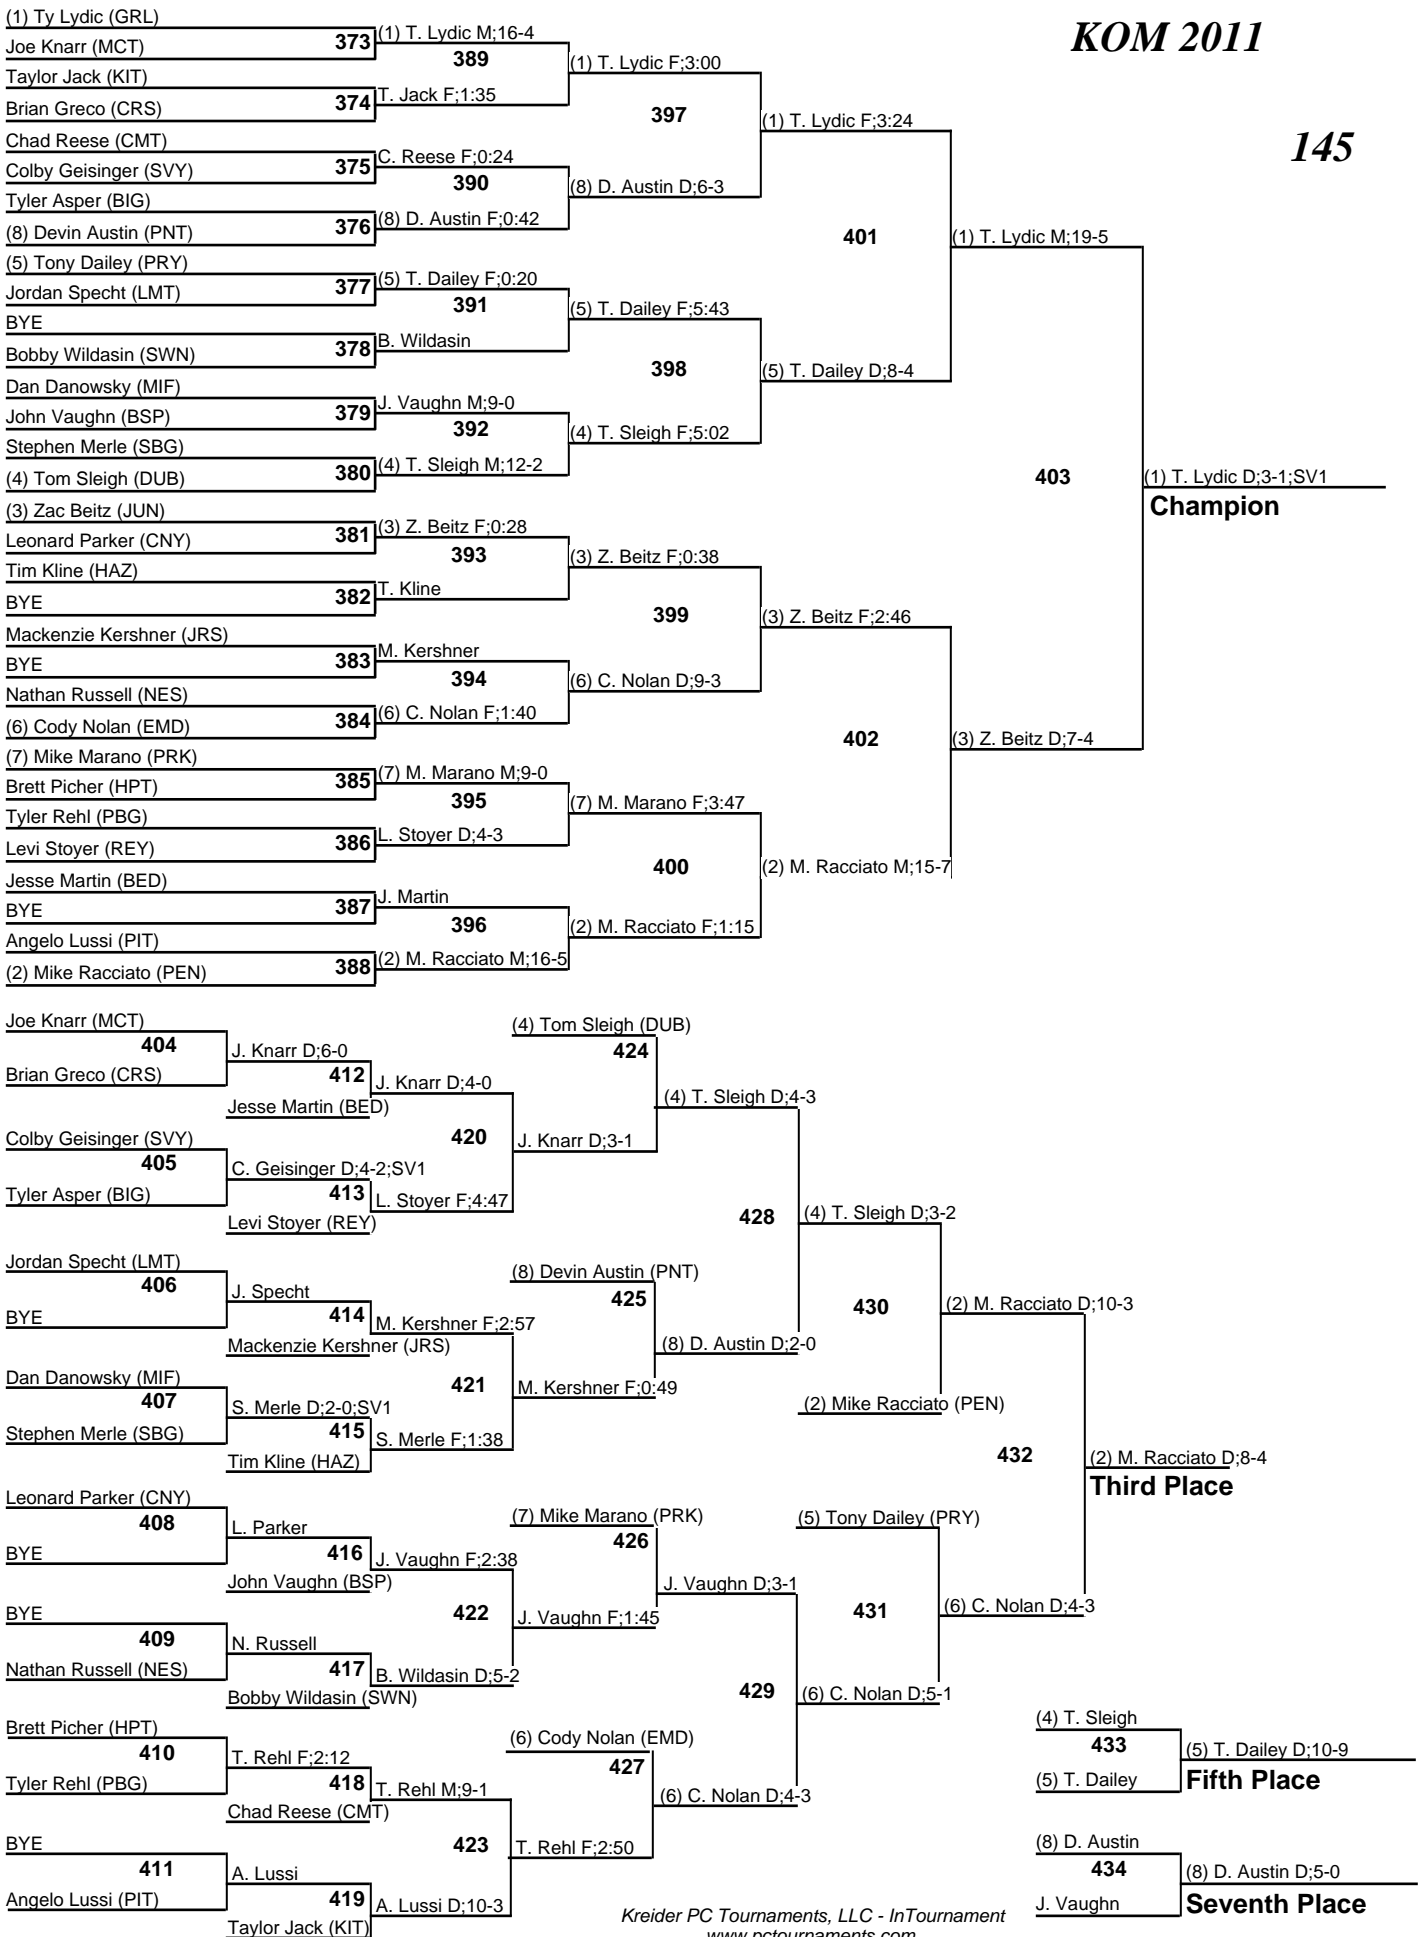 KOM 2011
145
(1) Ty Lydic (GRL)
Joe Knarr (MCT)
Taylor Jack (KIT)
Brian Greco (CRS)
Chad Reese (CMT)
Colby Geisinger (SVY)
Tyler Asper (BIG)
(8) Devin Austin (PNT)
(5) Tony Dailey (PRY)
Jordan Specht (LMT)
BYE
Bobby Wildasin (SWN)
Dan Danowsky (MIF)
John Vaughn (BSP)
Stephen Merle (SBG)
(4) Tom Sleigh (DUB)
(3) Zac Beitz (JUN)
Leonard Parker (CNY)
Tim Kline (HAZ)
BYE
Mackenzie Kershner (JRS)
BYE
Nathan Russell (NES)
(6) Cody Nolan (EMD)
(7) Mike Marano (PRK)
Brett Picher (HPT)
Tyler Rehl (PBG)
Levi Stoyer (REY)
Jesse Martin (BED)
BYE
Angelo Lussi (PIT)
(2) Mike Racciato (PEN)
373
374
375
376
377
378
379
380
381
382
383
384
385
386
387
388
(1) T. Lydic M;16-4
389
T. Jack F;1:35
C. Reese F;0:24
390
(8) D. Austin F;0:42
(5) T. Dailey F;0:20
391
B. Wildasin
J. Vaughn M;9-0
392
(4) T. Sleigh M;12-2
(3) Z. Beitz F;0:28
393
T. Kline
M. Kershner
394
(6) C. Nolan F;1:40
(7) M. Marano M;9-0
395
L. Stoyer D;4-3
J. Martin
396
(2) M. Racciato M;16-5
(1) T. Lydic F;3:00
397
(8) D. Austin D;6-3
(5) T. Dailey F;5:43
398
(4) T. Sleigh F;5:02
(3) Z. Beitz F;0:38
399
(6) C. Nolan D;9-3
(7) M. Marano F;3:47
400
(2) M. Racciato F;1:15
(1) T. Lydic F;3:24
401
(5) T. Dailey D;8-4
(3) Z. Beitz F;2:46
402
(2) M. Racciato M;15-7
(1) T. Lydic M;19-5
403
(3) Z. Beitz D;7-4
(1) T. Lydic D;3-1;SV1
Champion
Joe Knarr (MCT)
404
Brian Greco (CRS)
Colby Geisinger (SVY)
405
Tyler Asper (BIG)
Jordan Specht (LMT)
406
BYE
Dan Danowsky (MIF)
407
Stephen Merle (SBG)
Leonard Parker (CNY)
408
BYE
BYE
409
Nathan Russell (NES)
Brett Picher (HPT)
410
Tyler Rehl (PBG)
BYE
411
Angelo Lussi (PIT)
J. Knarr D;6-0
412
Jesse Martin (BED)
C. Geisinger D;4-2;SV1
413
Levi Stoyer (REY)
J. Specht
414
Mackenzie Kershner (JRS)
S. Merle D;2-0;SV1
415
Tim Kline (HAZ)
L. Parker
416
John Vaughn (BSP)
N. Russell
417
Bobby Wildasin (SWN)
T. Rehl F;2:12
418
Chad Reese (CMT)
A. Lussi
419
Taylor Jack (KIT)
J. Knarr D;4-0
420
L. Stoyer F;4:47
M. Kershner F;2:57
421
S. Merle F;1:38
J. Vaughn F;2:38
422
B. Wildasin D;5-2
T. Rehl M;9-1
423
A. Lussi D;10-3
(4) Tom Sleigh (DUB)
424
J. Knarr D;3-1
(8) Devin Austin (PNT)
425
M. Kershner F;0:49
(7) Mike Marano (PRK)
426
J. Vaughn F;1:45
(6) Cody Nolan (EMD)
427
T. Rehl F;2:50
(4) T. Sleigh D;4-3
428
(8) D. Austin D;2-0
J. Vaughn D;3-1
429
(6) C. Nolan D;4-3
(4) T. Sleigh D;3-2
430
(2) Mike Racciato (PEN)
(5) Tony Dailey (PRY)
431
(6) C. Nolan D;5-1
(2) M. Racciato D;10-3
432
(6) C. Nolan D;4-3
(2) M. Racciato D;8-4
Third Place
(4) T. Sleigh
433
(5) T. Dailey
(5) T. Dailey D;10-9
Fifth Place
(8) D. Austin
434
J. Vaughn
(8) D. Austin D;5-0
Seventh Place
Kreider PC Tournaments, LLC - InTournament
www.pctournaments.com